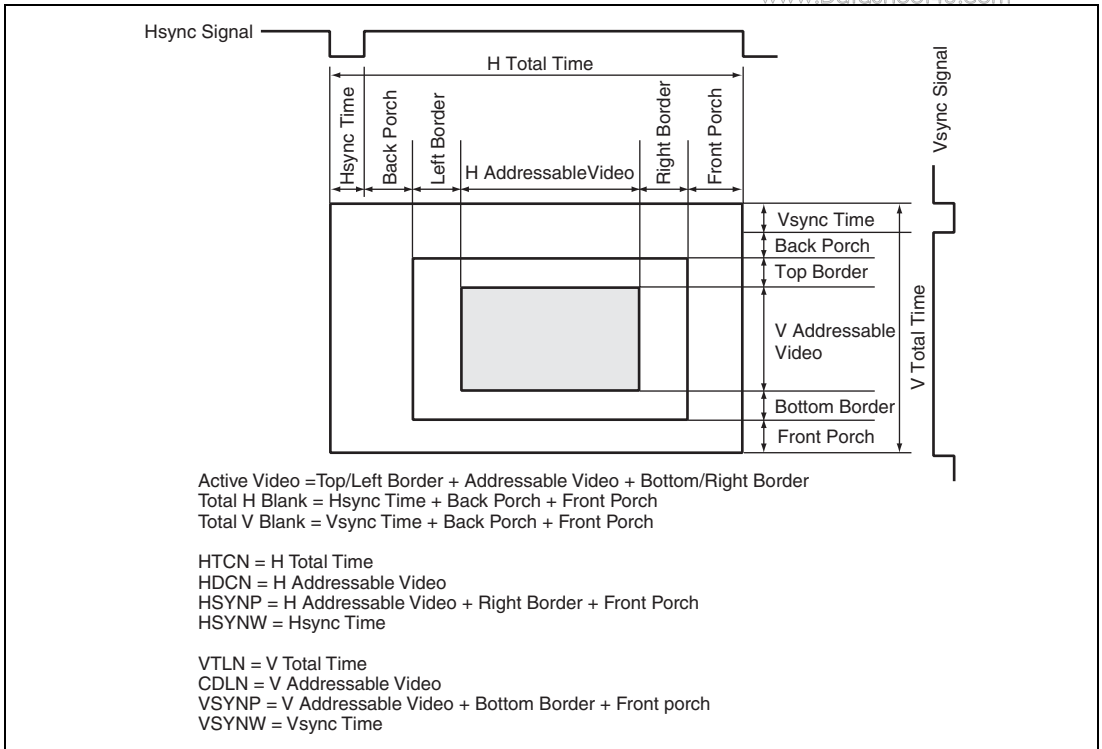 Hsync Signal
H Total Time
Vsync Signal
Hsync Time
Back Porch
Left Border
H AddressableVideo
Right Border
Front Porch
Vsync Time
Back Porch
Top Border
V Addressable
Video
V Total Time
Bottom Border
Front Porch
Active Video =Top/Left Border + Addressable Video + Bottom/Right Border
Total H Blank = Hsync Time + Back Porch + Front Porch
Total V Blank = Vsync Time + Back Porch + Front Porch
HTCN = H Total Time
HDCN = H Addressable Video
HSYNP = H Addressable Video + Right Border + Front Porch
HSYNW = Hsync Time
VTLN = V Total Time
CDLN = V Addressable Video
VSYNP = V Addressable Video + Bottom Border + Front porch
VSYNW = Vsync Time